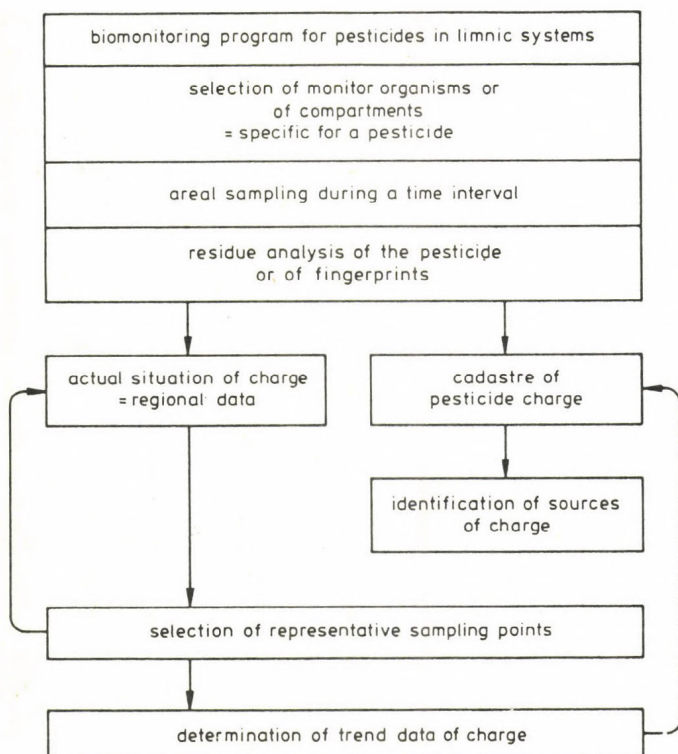 biomonitoring program for pesticides in limnic systems
selection of monitor organisms or
of compartments
= specific for a pesticide
areal sampling during a time interval
residue analysis of the pesticide
or of fingerprints
actual situation of charge
= regional data
cadastre of
pesticide charge
identification of sources
of charge
selection of representative sampling points
determination of trend data of charge